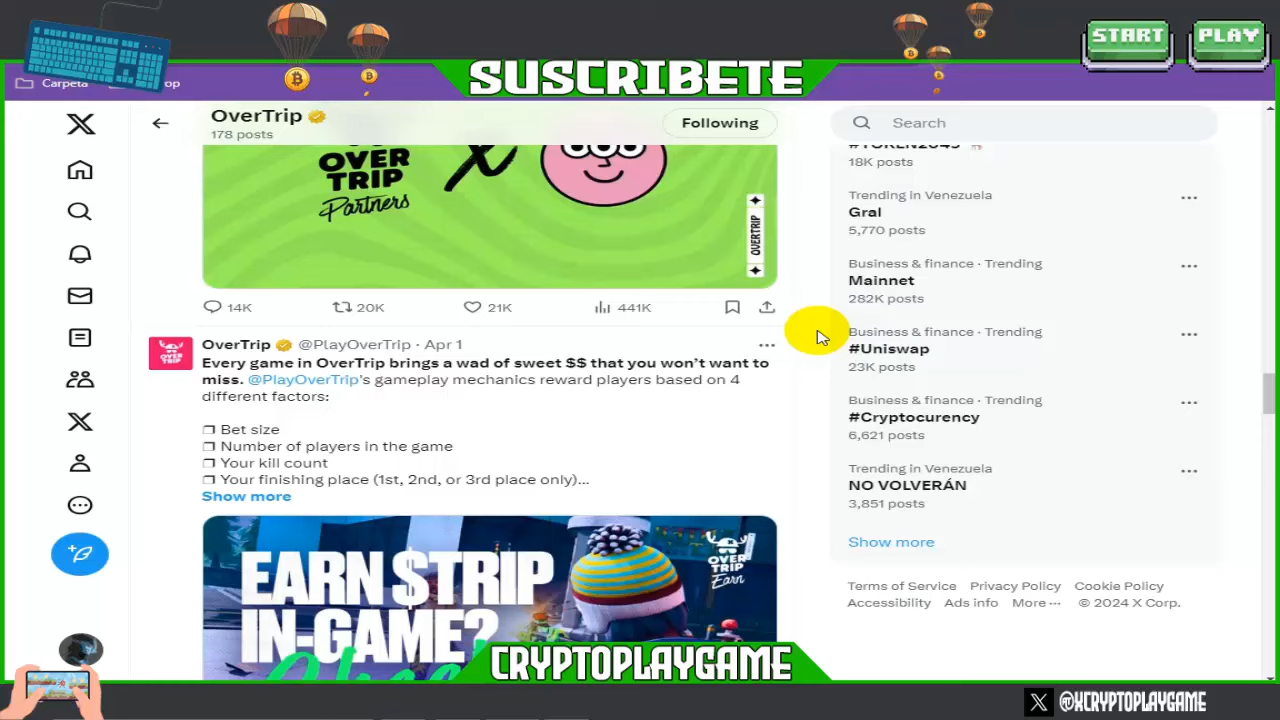 START
PLAY
SUSCRIBETE
Carpeta
op
OverTrip
178 posts
Following
Search
OVER
TRIP
Partners
X
OVERTRIP
#TOKEN2049
18K posts
Trending in Venezuela
Gral
5,770 posts
Business & finance · Trending
Mainnet
282K posts
Business & finance · Trending
#Uniswap
23K posts
Business & finance · Trending
#Cryptocurency
6,621 posts
Trending in Venezuela
NO VOLVERÁN
3,851 posts
Show more
Terms of Service Privacy Policy Cookie Policy
Accessibility Ads info More ··· © 2024 X Corp.
14K 20K 21K 441K
OverTrip @PlayOverTrip · Apr 1
Every game in OverTrip brings a wad of sweet $$ that you won’t want to
miss. @PlayOverTrip's gameplay mechanics reward players based on 4
different factors:
❒ Bet size
❒ Number of players in the game
❒ Your kill count
❒ Your finishing place (1st, 2nd, or 3rd place only)...
Show more
EARN $TRIP
IN-GAME?
OVER
TRIP
Earn
CRYPTOPLAYGAME
@XCRYPTOPLAYGAME